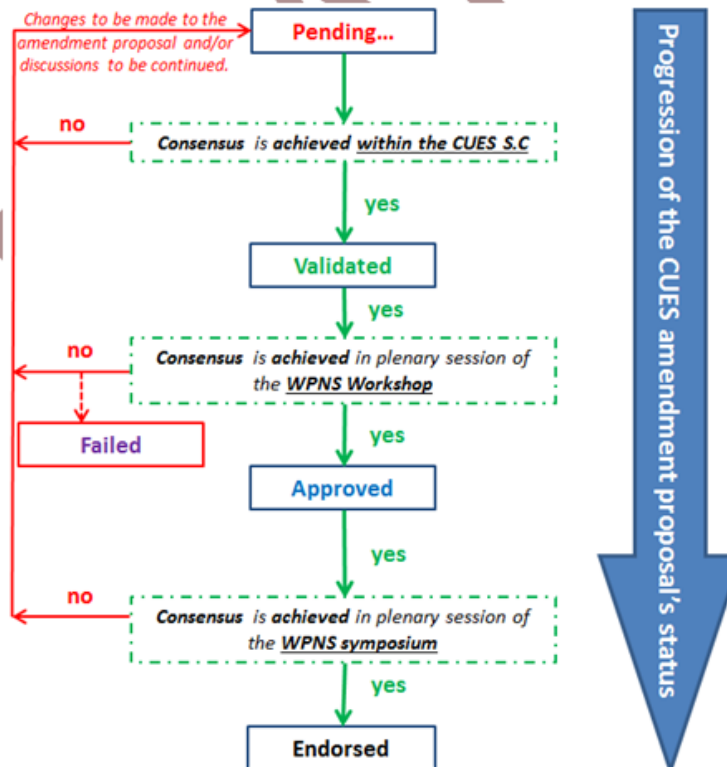 Changes to be made to the
amendment proposal and/or
discussions to be continued.
Pending...
no
Consensus is achieved within the CUES S.C
yes
Validated
yes
no
Consensus is achieved in plenary session of
the WPNS Workshop
Failed
yes
Approved
yes
no
Consensus is achieved in plenary session of
the WPNS symposium
yes
Endorsed
Progression of the CUES amendment proposal's status